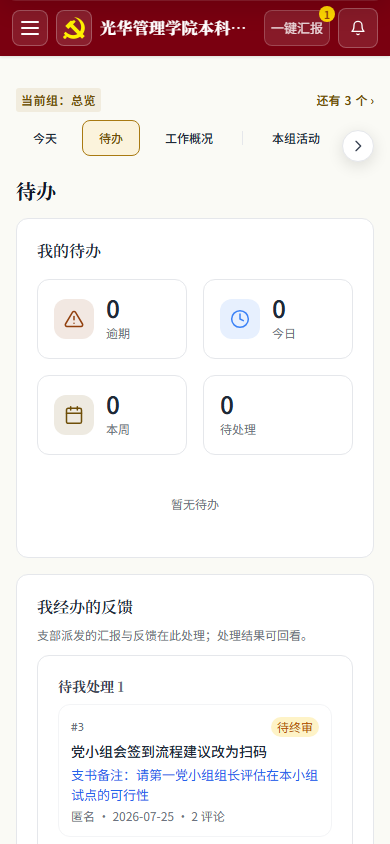 光华管理学院本科…
一键汇报
1
当前组：总览
还有 3 个 ›
今天
待办
工作概况
本组活动
待办
我的待办
0
逾期
0
今日
0
本周
0
待处理
暂无待办
我经办的反馈
支部派发的汇报与反馈在此处理；处理结果可回看。
待我处理 1
#3
待终审
党小组会签到流程建议改为扫码
支书备注：请第一党小组组长评估在本小组
试点的可行性
匿名 • 2026-07-25 • 2 评论